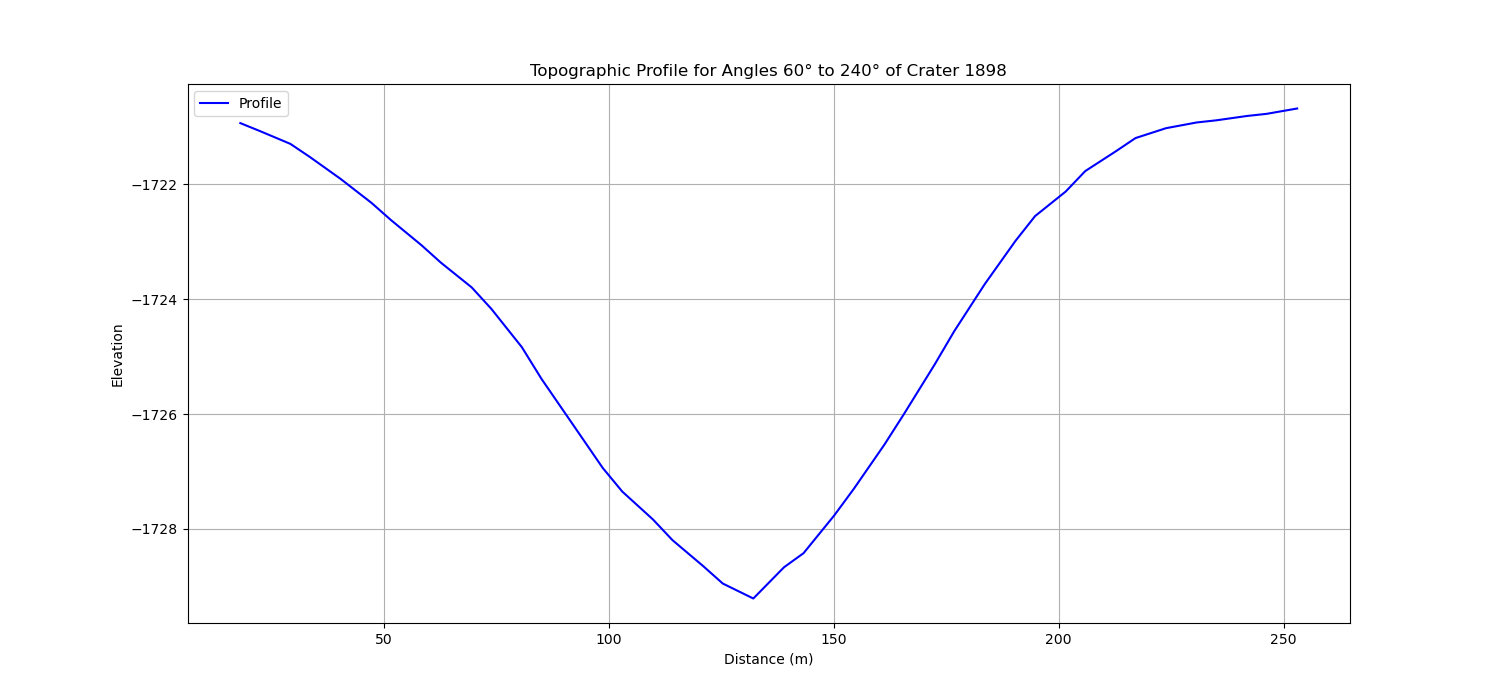 Topographic Profile for Angles 60° to 240° of Crater 1898
Profile
−1722
−1724
−1726
−1728
Elevation
50
100
150
200
250
Distance (m)